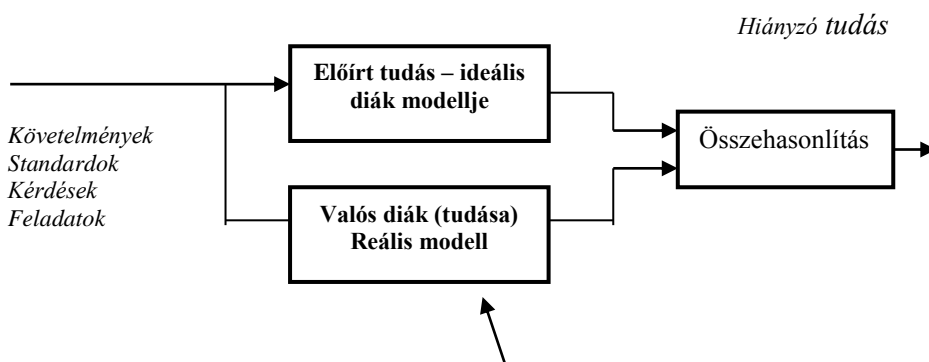 Hiányzó tudás
Előírt tudás – ideális
diák modellje
Követelmények
Standardok
Kérdések
Feladatok
Összehasonlítás
Valós diák (tudása)
Reális modell